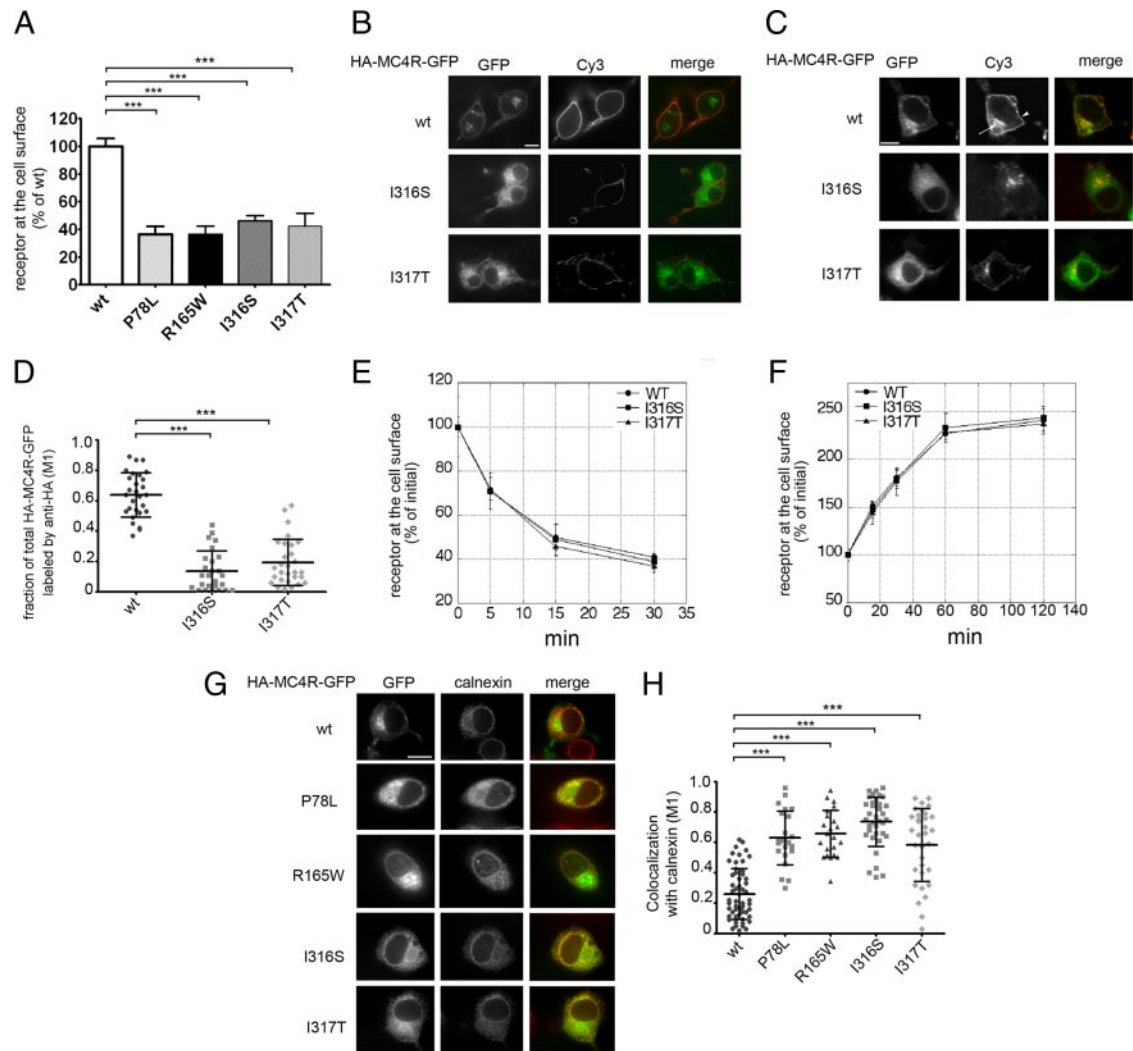 A
***
***
***
***
receptor at the cell surface
(% of wt)
120
100
80
60
40
20
0
wt
P78L
R165W
I316S
I317T
B
HA-MC4R-GFP
GFP
Cy3
merge
wt
I316S
I317T
C
HA-MC4R-GFP
GFP
Cy3
merge
wt
I316S
I317T
D
***
***
fraction of total HA-MC4R-GFP
labeled by anti-HA (M1)
1.0
0.8
0.6
0.4
0.2
0
wt
I316S
I317T
E
receptor at the cell surface
(% of initial)
120
100
80
60
40
20
WT
I316S
I317T
0 5 10 15 20 25 30 35
min
F
receptor at the cell surface
(% of initial)
250
200
150
100
50
WT
I316S
I317T
0 20 40 60 80 100 120 140
min
G
HA-MC4R-GFP
GFP
calnexin
merge
wt
P78L
R165W
I316S
I317T
H
***
***
***
***
Colocalization
with calnexin (M1)
1.0
0.8
0.6
0.4
0.2
0
wt
P78L
R165W
I316S
I317T